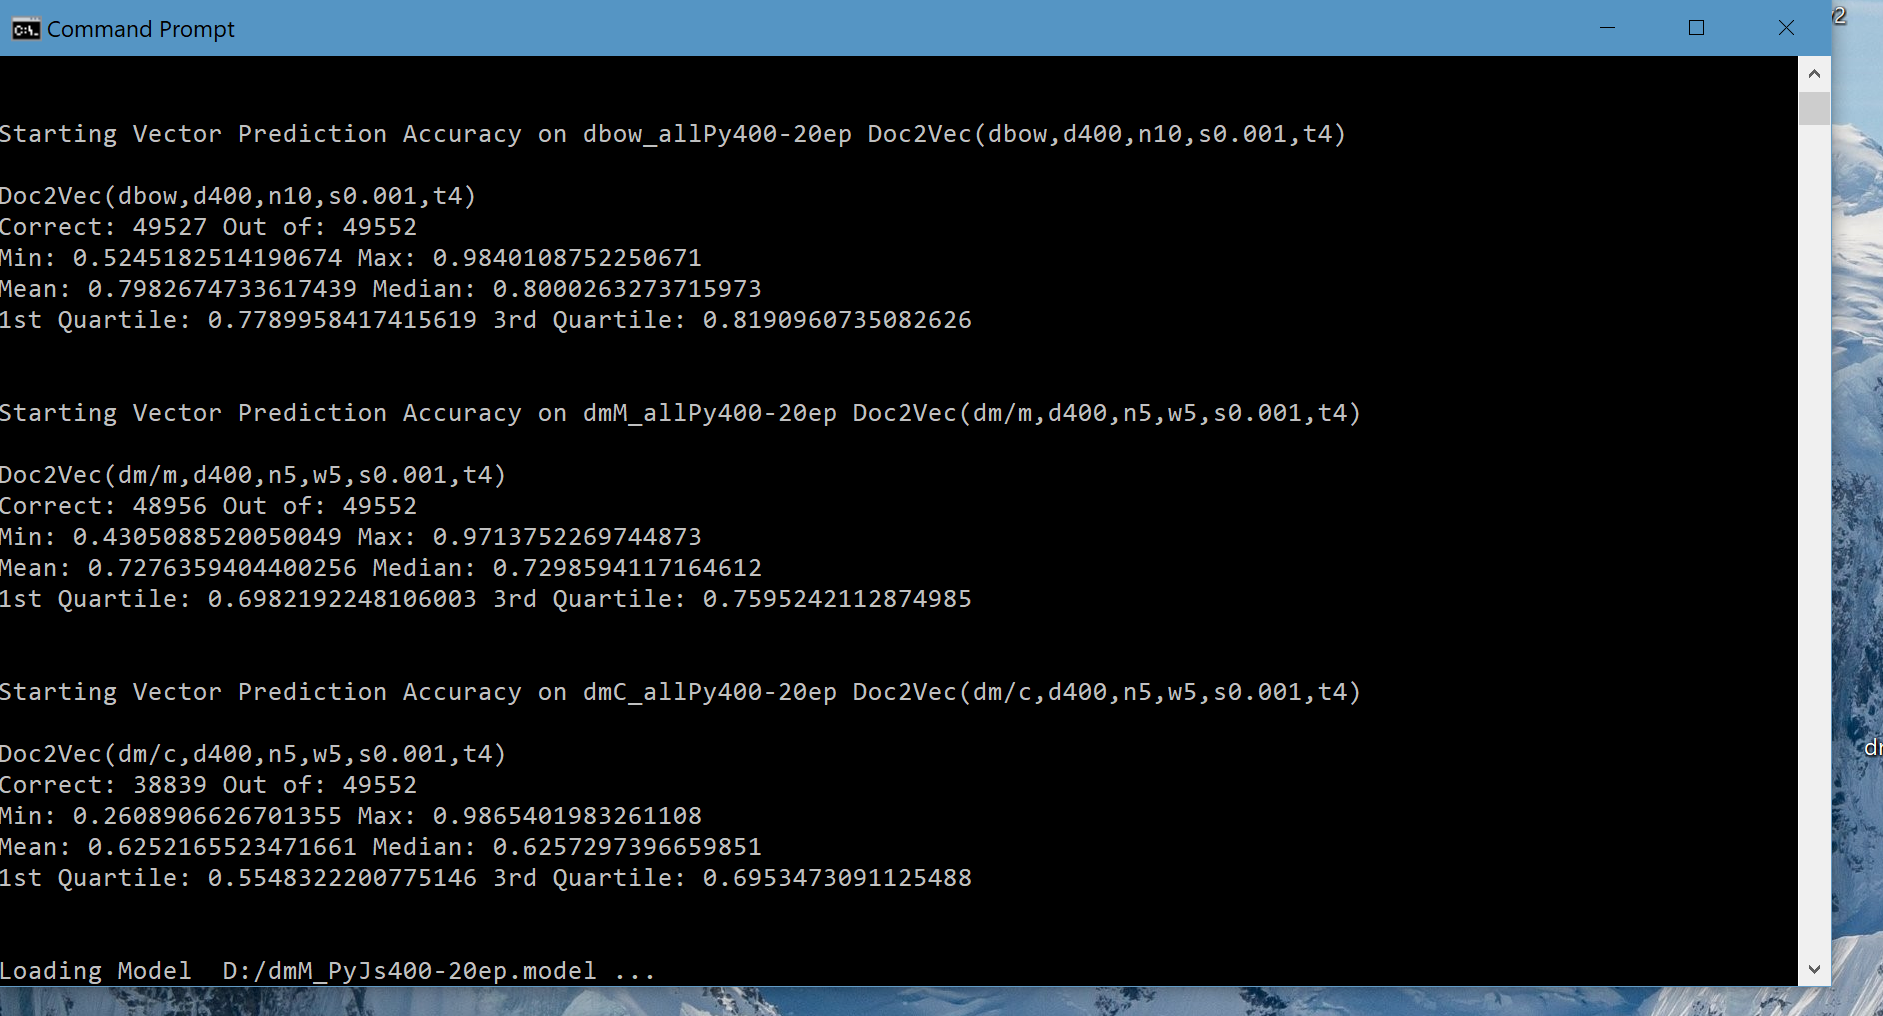 Command Prompt
Starting Vector Prediction Accuracy on dbow_allPy400-20ep Doc2Vec(dbow,d400,n10,s0.001,t4)
Doc2Vec(dbow,d400,n10,s0.001,t4)
Correct: 49527 Out of: 49552
Min: 0.5245182514190674 Max: 0.9840108752250671
Mean: 0.7982674733617439 Median: 0.8000263273715973
1st Quartile: 0.7789958417415619 3rd Quartile: 0.8190960735082626
Starting Vector Prediction Accuracy on dmM_allPy400-20ep Doc2Vec(dm/m,d400,n5,w5,s0.001,t4)
Doc2Vec(dm/m,d400,n5,w5,s0.001,t4)
Correct: 48956 Out of: 49552
Min: 0.4305088520050049 Max: 0.9713752269744873
Mean: 0.7276359404400256 Median: 0.7298594117164612
1st Quartile: 0.6982192248106003 3rd Quartile: 0.7595242112874985
Starting Vector Prediction Accuracy on dmC_allPy400-20ep Doc2Vec(dm/c,d400,n5,w5,s0.001,t4)
Doc2Vec(dm/c,d400,n5,w5,s0.001,t4)
Correct: 38839 Out of: 49552
Min: 0.2608906626701355 Max: 0.9865401983261108
Mean: 0.6252165523471661 Median: 0.6257297396659851
1st Quartile: 0.5548322200775146 3rd Quartile: 0.6953473091125488
Loading Model  D:/dmM_PyJs400-20ep.model ...